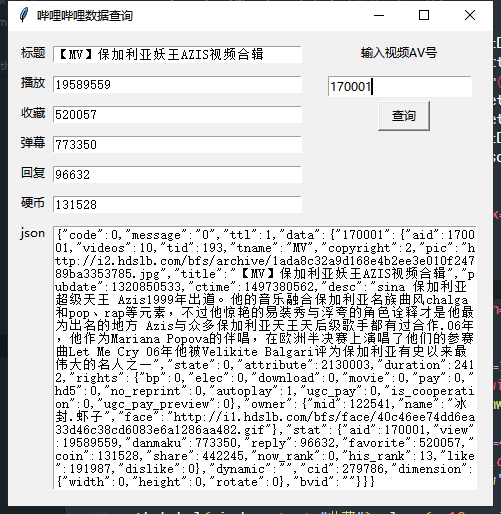 哔哩哔哩数据查询
标题 【MV】保加利亚妖王AZIS视频合辑
输入视频AV号
播放 19589559
170001
收藏 520057
查询
弹幕 773350
回复 96632
硬币 131528
json {"code":0,"message":"0","ttl":1,"data":{"170001":{"aid":1700
01,"videos":10,"tid":193,"tname":"MV","copyright":2,"pic":"h
ttp://i2.hdslb.com/bfs/archive/1ada8c32a9d168e4b2ee3e010f247
89ba3353785.jpg","title":"【MV】保加利亚妖王AZIS视频合辑","p
ubdate":1320850533,"ctime":1497380562,"desc":"sina 保加利亚
超级天王 Azis1999年出道。他的音乐融合保加利亚名族曲风chalga
和pop、rap等元素，不过他惊艳的易装秀与浮夸的角色诠释才是他最
为出名的地方 Azis与众多保加利亚天王天后级歌手都有过合作.06年
，他作为Mariana Popova的伴唱，在欧洲半决赛上演唱了他们的参赛
曲Let Me Cry 06年他被Velikite Balgari评为保加利亚有史以来最
伟大的名人之一","state":0,"attribute":2130003,"duration":241
2,"rights":{"bp":0,"elec":0,"download":0,"movie":0,"pay":0,"
hd5":0,"no_reprint":0,"autoplay":1,"ugc_pay":0,"is_cooperati
on":0,"ugc_pay_preview":0},"owner":{"mid":122541,"name":"冰
封.虾子","face":"http://i1.hdslb.com/bfs/face/40c46ee74dd6ea
33d46c38cd6083e6a1286aa482.gif"},"stat":{"aid":170001,"view"
:19589559,"danmaku":773350,"reply":96632,"favorite":520057,"
coin":131528,"share":442245,"now_rank":0,"his_rank":13,"like
":191987,"dislike":0},"dynamic":"","cid":279786,"dimension":
{"width":0,"height":0,"rotate":0},"bvid":""}}}